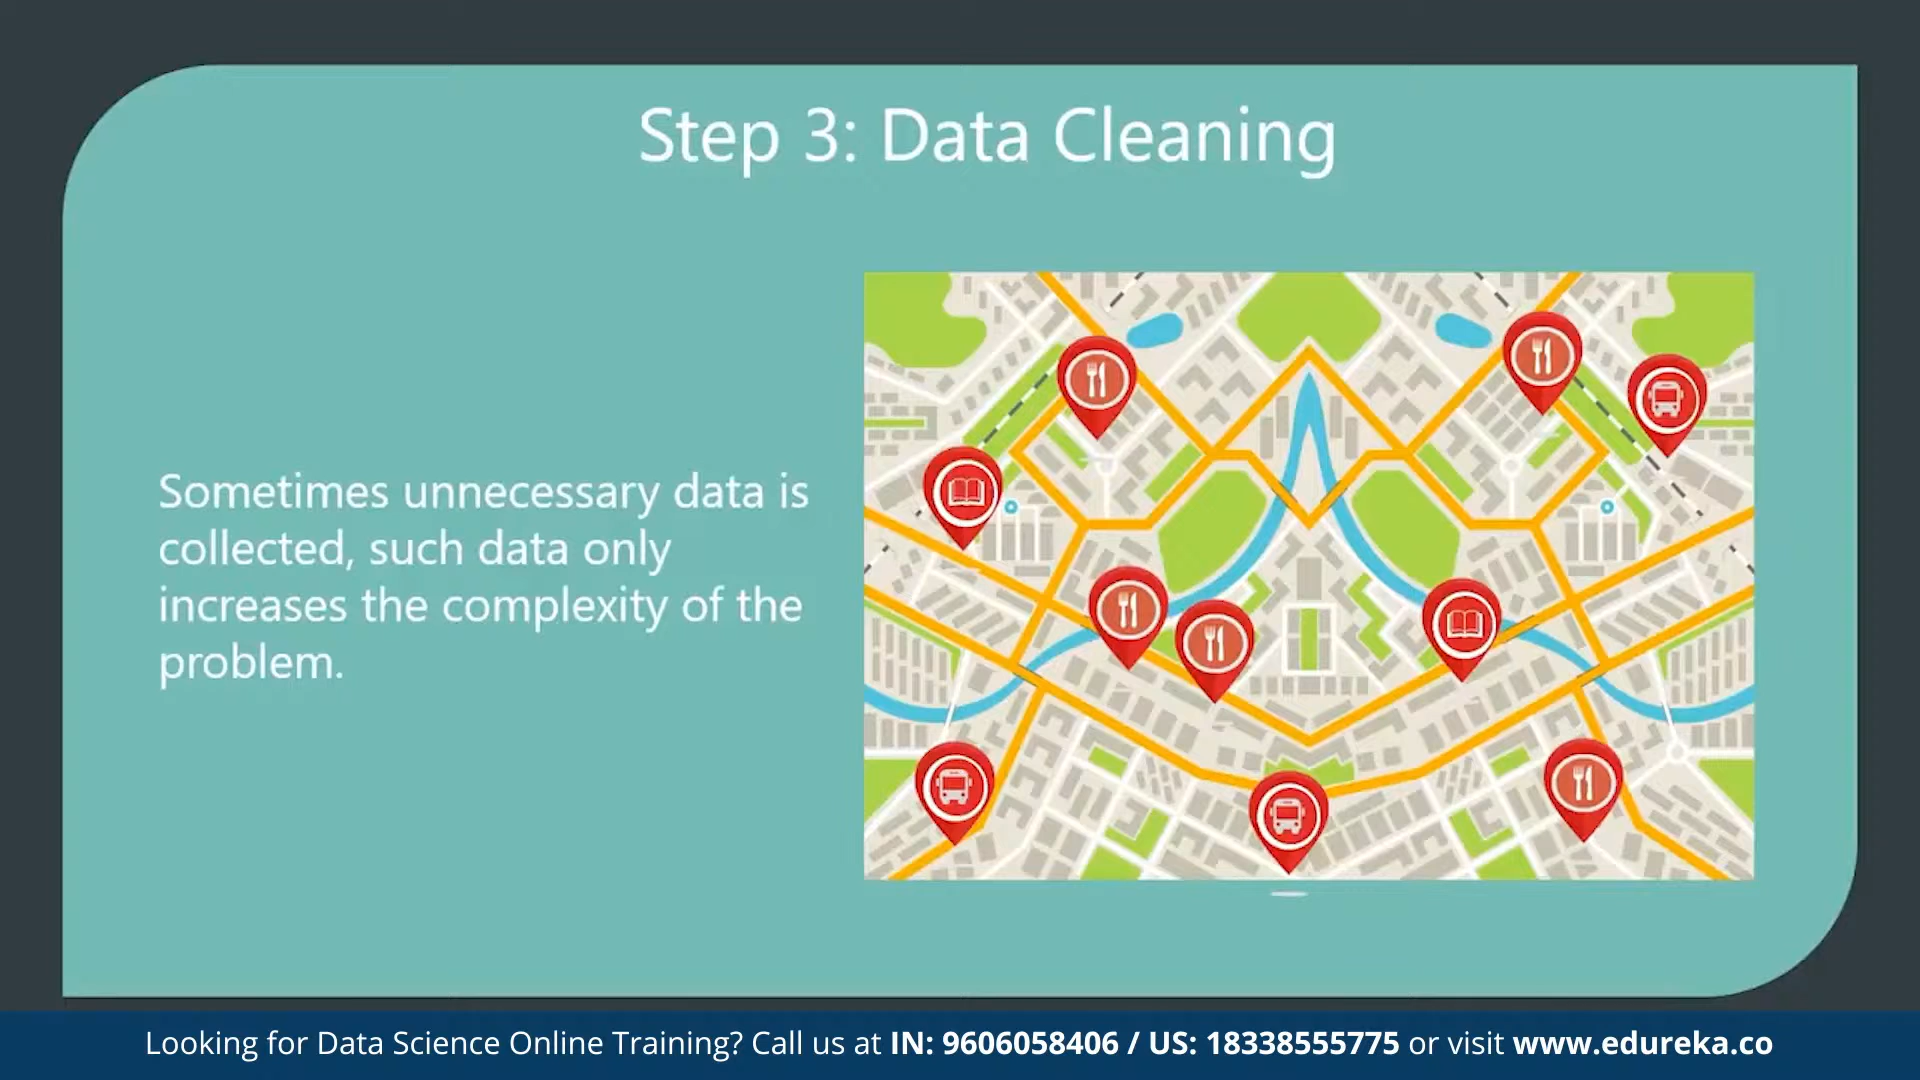 Step 3: Data Cleaning
Sometimes unnecessary data is
collected, such data only
increases the complexity of the
problem.
Looking for Data Science Online Training? Call us at IN: 9606058406 / US: 18338555775 or visit www.edureka.co